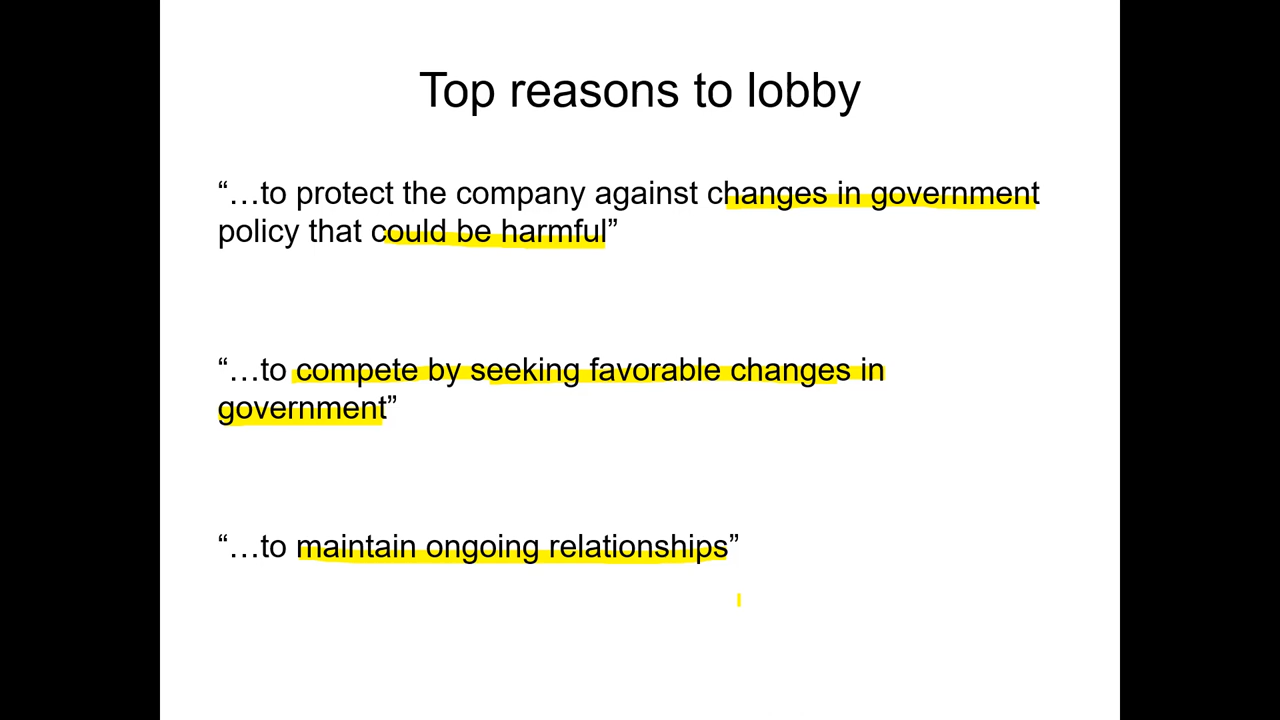 Top reasons to lobby
“…to protect the company against changes in government
policy that could be harmful”
“…to compete by seeking favorable changes in
government”
“…to maintain ongoing relationships”